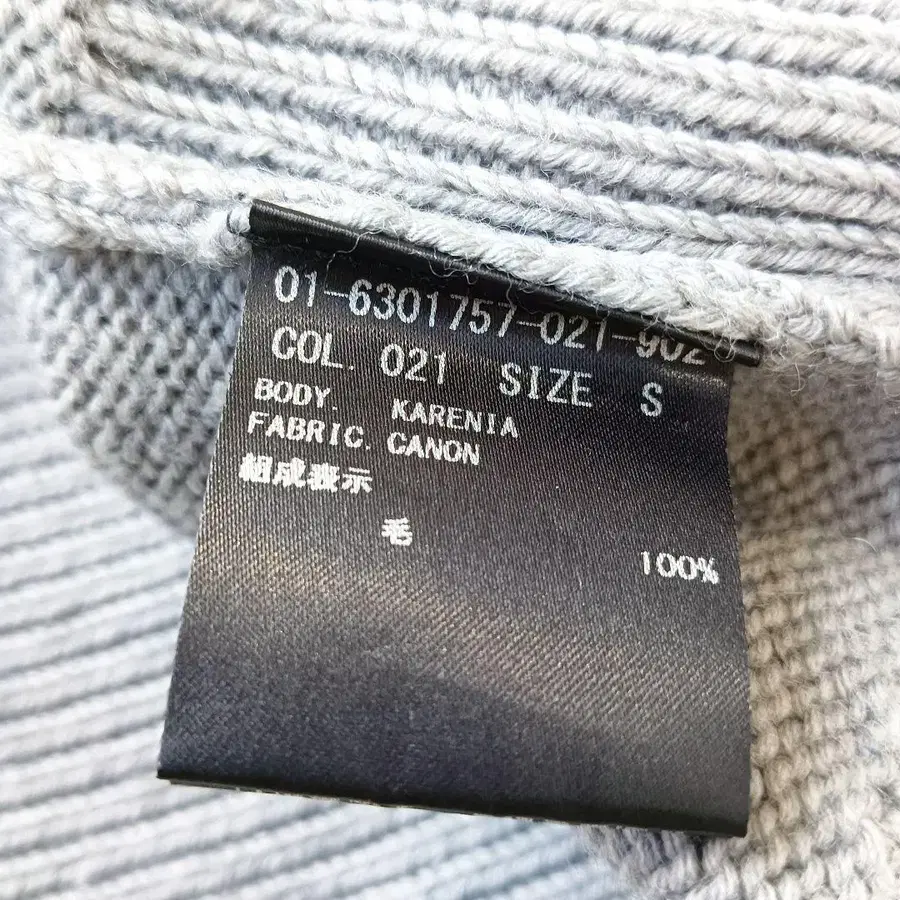 01-6301757-021-902
COL. 021 SIZE S
BODY. KARENIA
FABRIC. CANON
組成表示
毛 100%